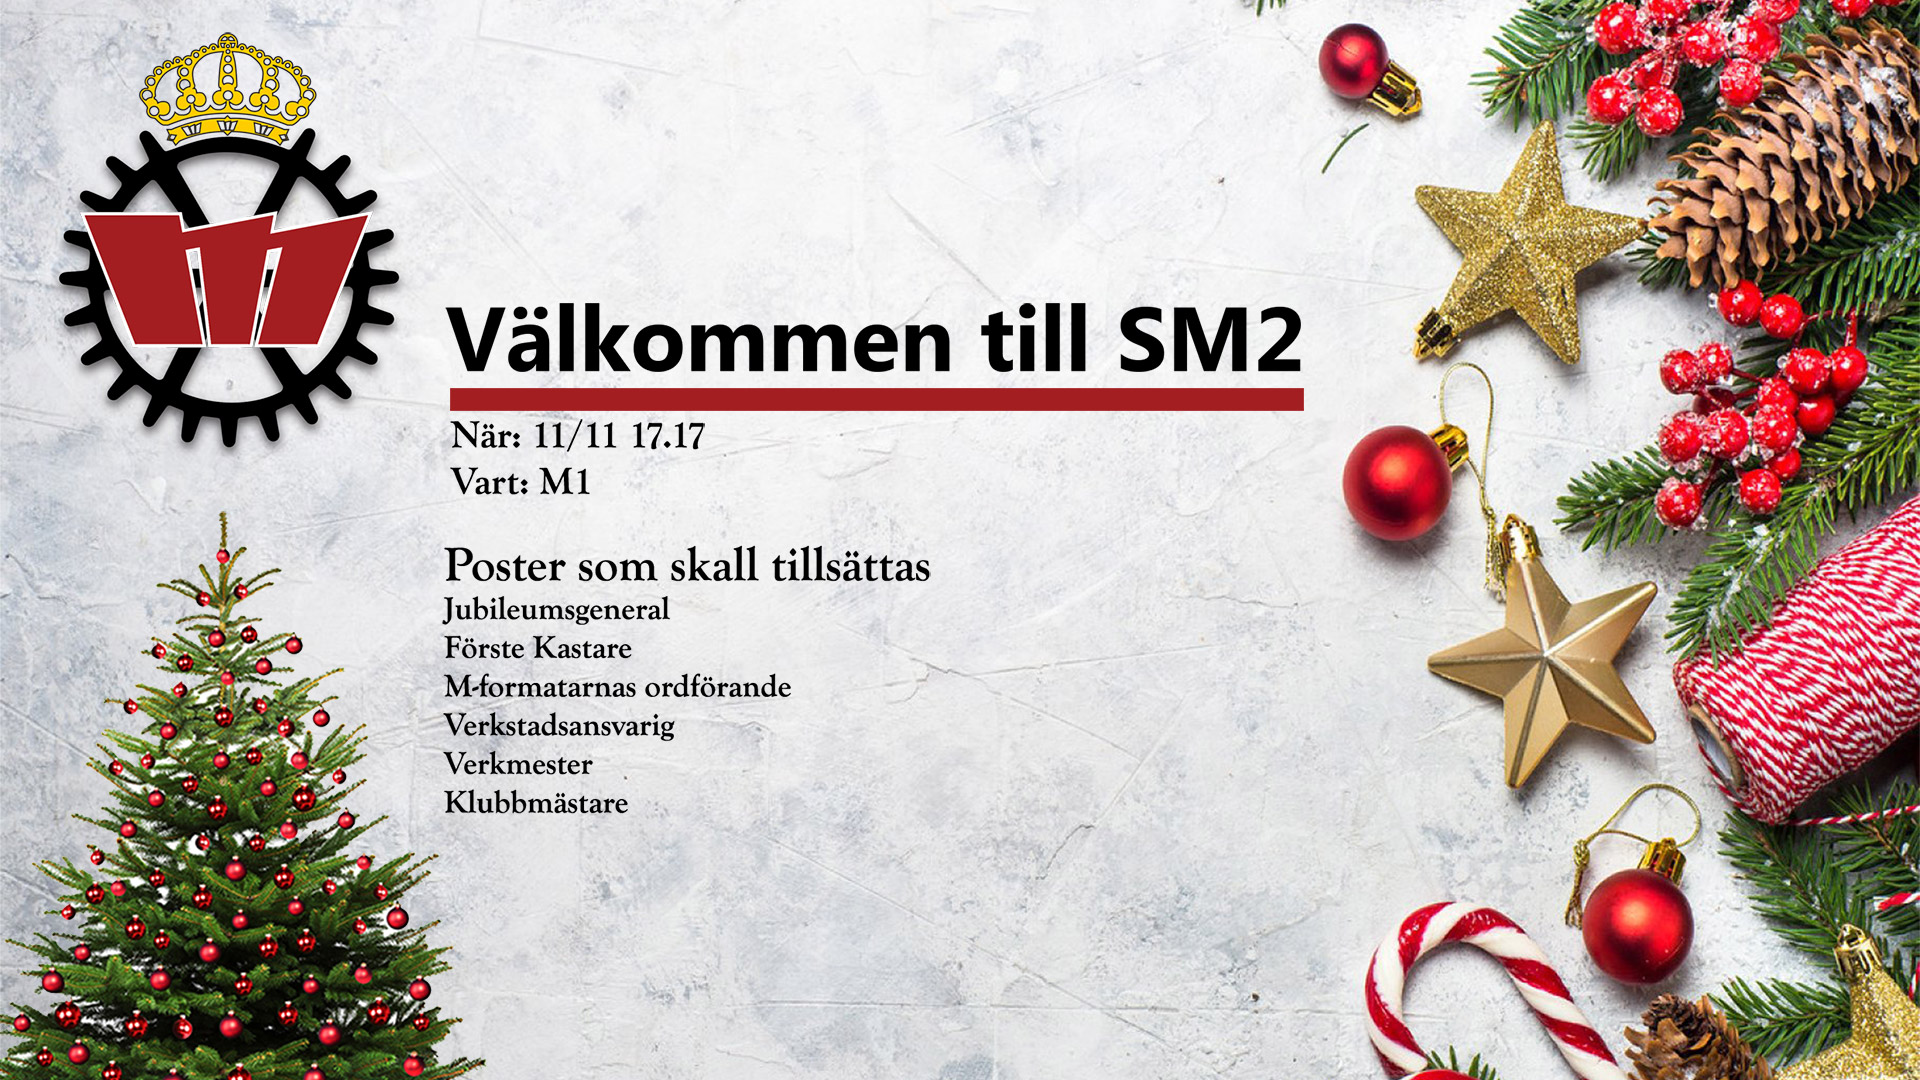 Välkommen till SM2
När: 11/11 17.17
Vart: M1
Poster som skall tillsättas
Jubileumsgeneral
Förste Kastare
M-formatarnas ordförande
Verkstadsansvarig
Verkmester
Klubbmästare